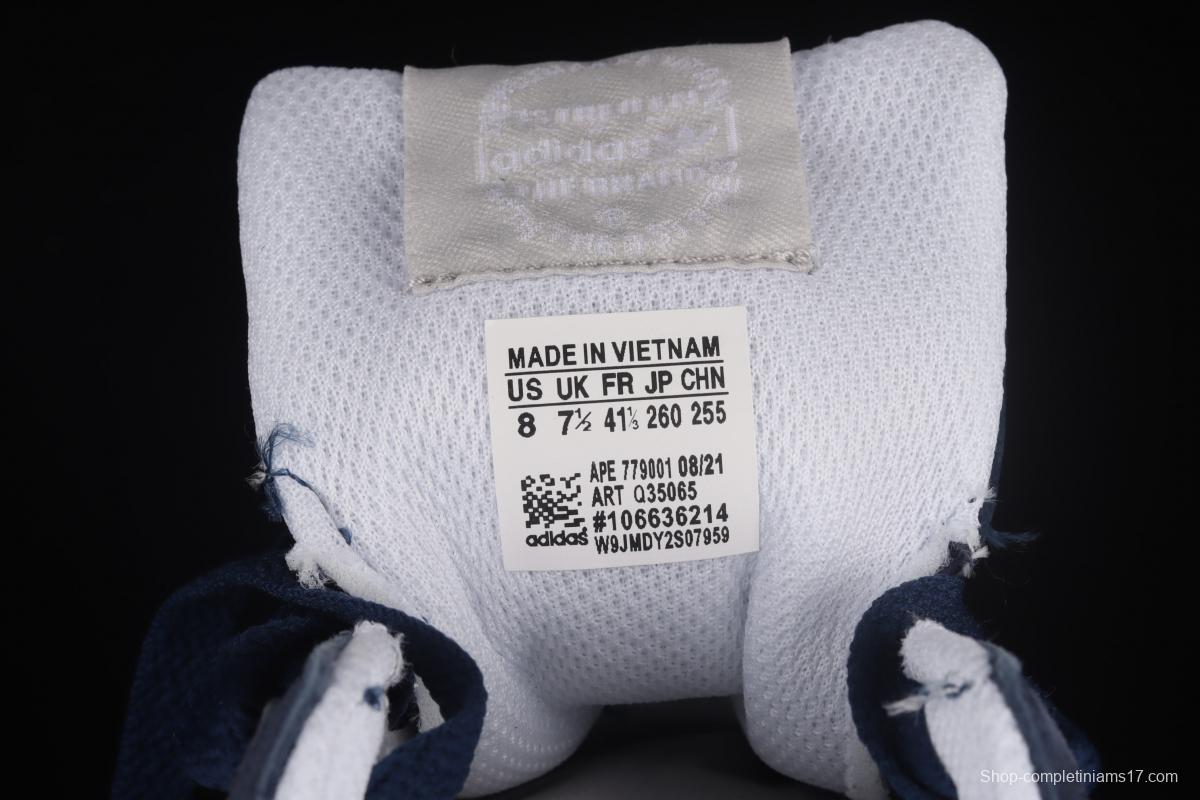 adidas
MADE IN VIETNAM
US UK FR JP CHN
8 7½ 41⅓ 260 255
APE 779001 08/21
ART Q35065
#106636214
adidas W9JMDY2S07959
Shop-completiniams17.com